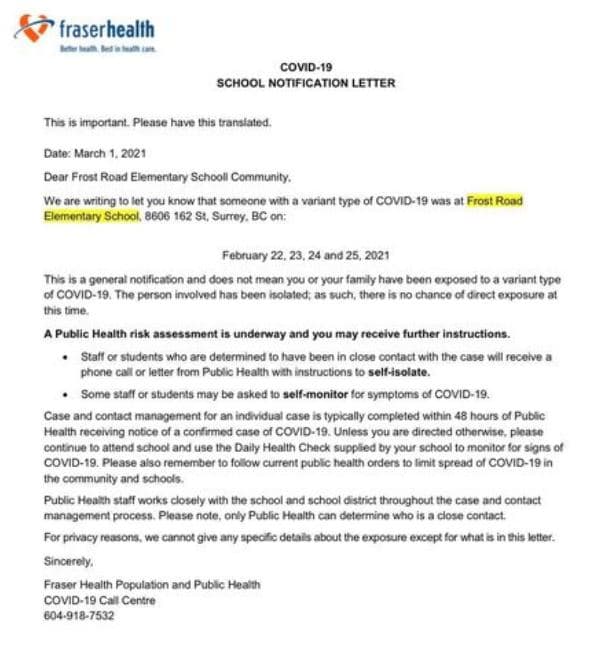 fraserhealth
Better health. Best in health care.
COVID-19
SCHOOL NOTIFICATION LETTER
This is important. Please have this translated.
Date: March 1, 2021
Dear Frost Road Elementary Schooll Community,
We are writing to let you know that someone with a variant type of COVID-19 was at Frost Road
Elementary School, 8606 162 St, Surrey, BC on:
February 22, 23, 24 and 25, 2021
This is a general notification and does not mean you or your family have been exposed to a variant type
of COVID-19. The person involved has been isolated; as such, there is no chance of direct exposure at
this time.
A Public Health risk assessment is underway and you may receive further instructions.
• Staff or students who are determined to have been in close contact with the case will receive a
phone call or letter from Public Health with instructions to self-isolate.
• Some staff or students may be asked to self-monitor for symptoms of COVID-19.
Case and contact management for an individual case is typically completed within 48 hours of Public
Health receiving notice of a confirmed case of COVID-19. Unless you are directed otherwise, please
continue to attend school and use the Daily Health Check supplied by your school to monitor for signs of
COVID-19. Please also remember to follow current public health orders to limit spread of COVID-19 in
the community and schools.
Public Health staff works closely with the school and school district throughout the case and contact
management process. Please note, only Public Health can determine who is a close contact.
For privacy reasons, we cannot give any specific details about the exposure except for what is in this letter.
Sincerely,
Fraser Health Population and Public Health
COVID-19 Call Centre
604-918-7532